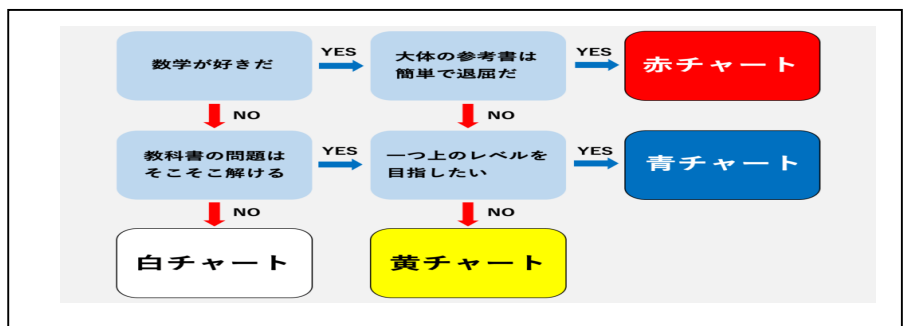 数学が好きだ
YES
大体の参考書は
簡単で退屈だ
YES
赤チャート
NO
NO
教科書の問題は
そこそこ解ける
YES
一つ上のレベルを
目指したい
YES
青チャート
NO
NO
白チャート
黄チャート